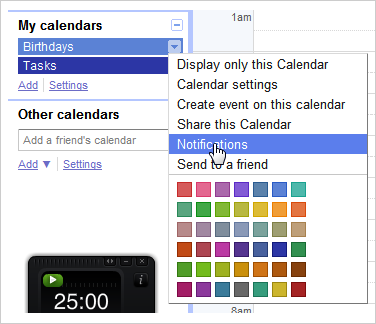 My calendars
Birthdays
Tasks
Add Settings
Other calendars
Add a friend's calendar
Add ▼ Settings
25:00
i
1am
Display only this Calendar
Calendar settings
Create event on this calendar
Share this Calendar
Notifications
Send to a friend
8am